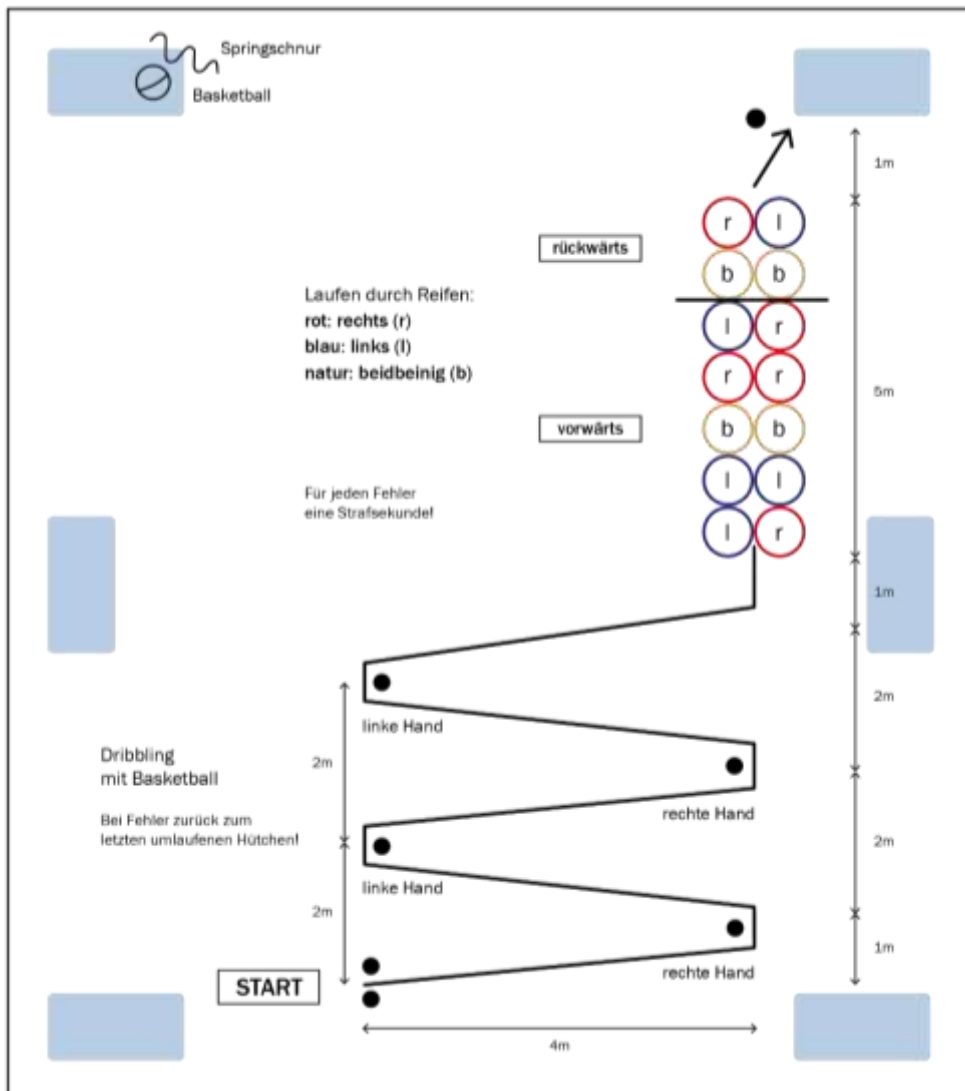 Springschnur
Basketball
1m
r l
rückwärts
b b
Laufen durch Reifen:
rot: rechts (r)
blau: links (l)
natur: beidbeinig (b)
l r
r r
5m
vorwärts
b b
l l
Für jeden Fehler
eine Strafsekunde!
l r
1m
linke Hand
2m
Dribbling
mit Basketball
2m
rechte Hand
Bei Fehler zurück zum
letzten umlaufenen Hütchen!
2m
linke Hand
2m
1m
rechte Hand
START
4m